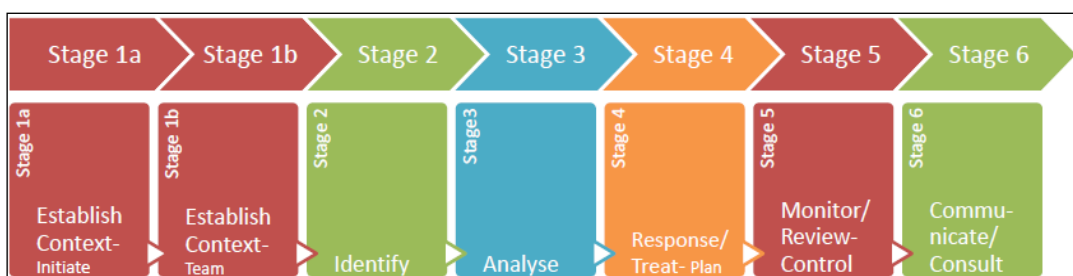 Stage 1a
Stage 1b
Stage 2
Stage 3
Stage 4
Stage 5
Stage 6
Stage 1a
Establish
Context-
Initiate
Stage 1b
Establish
Context-
Team
Stage 2
Identify
Stage3
Analyse
Stage 4
Response/
Treat- Plan
Stage 5
Monitor/
Review-
Control
Stage 6
Commu-
nicate/
Consult